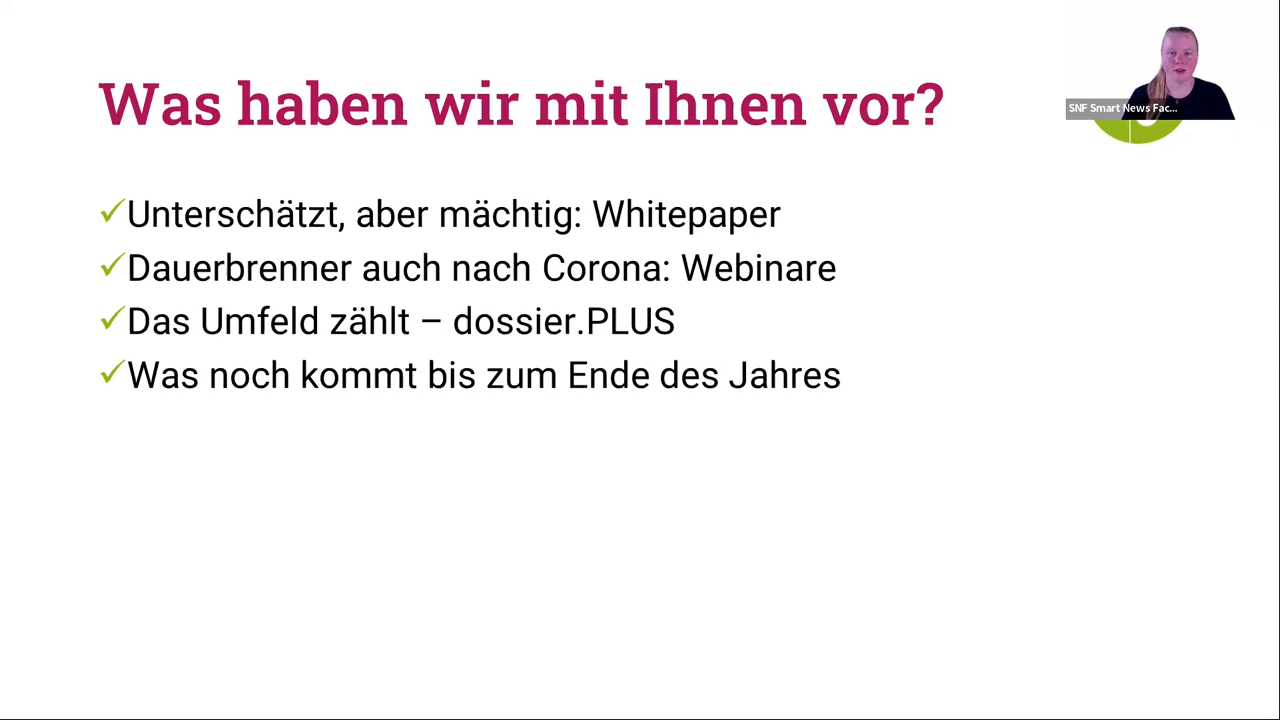 Was haben wir mit Ihnen vor?
SNF Smart News Fac...
✓Unterschätzt, aber mächtig: Whitepaper
✓Dauerbrenner auch nach Corona: Webinare
✓Das Umfeld zählt – dossier.PLUS
✓Was noch kommt bis zum Ende des Jahres